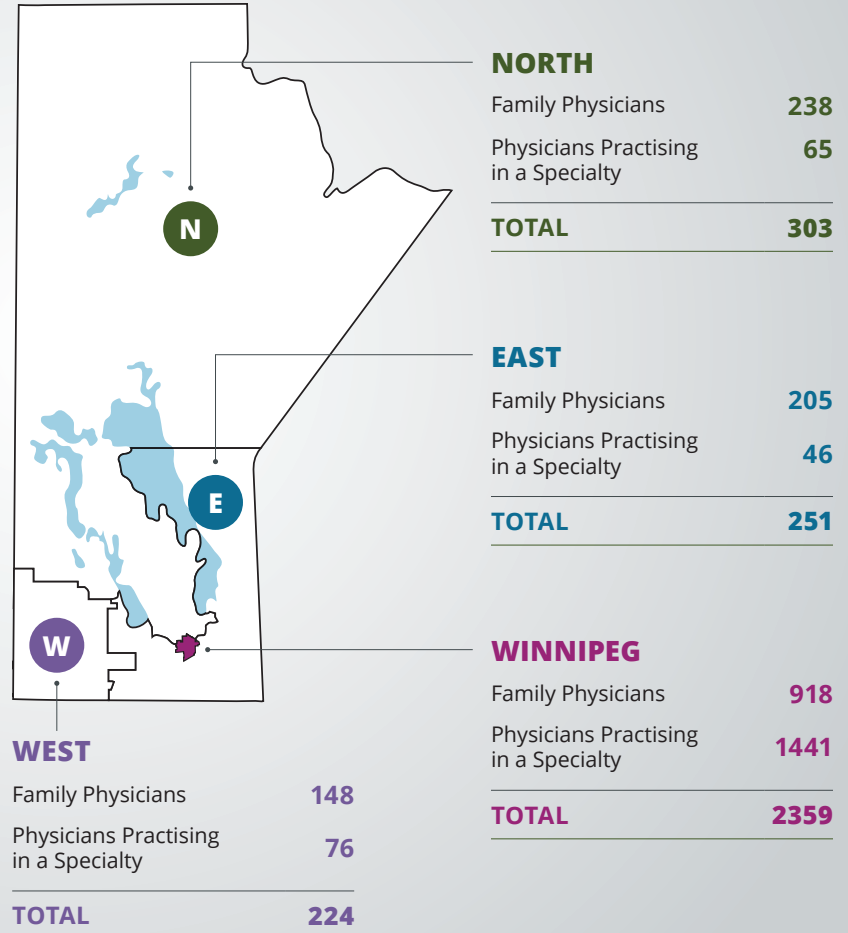 NORTH
Family Physicians 238
Physicians Practising
in a Specialty 65
TOTAL 303
N
EAST
Family Physicians 205
Physicians Practising
in a Specialty 46
TOTAL 251
E
WINNIPEG
Family Physicians 918
Physicians Practising
in a Specialty 1441
TOTAL 2359
W
WEST
Family Physicians 148
Physicians Practising
in a Specialty 76
TOTAL 224